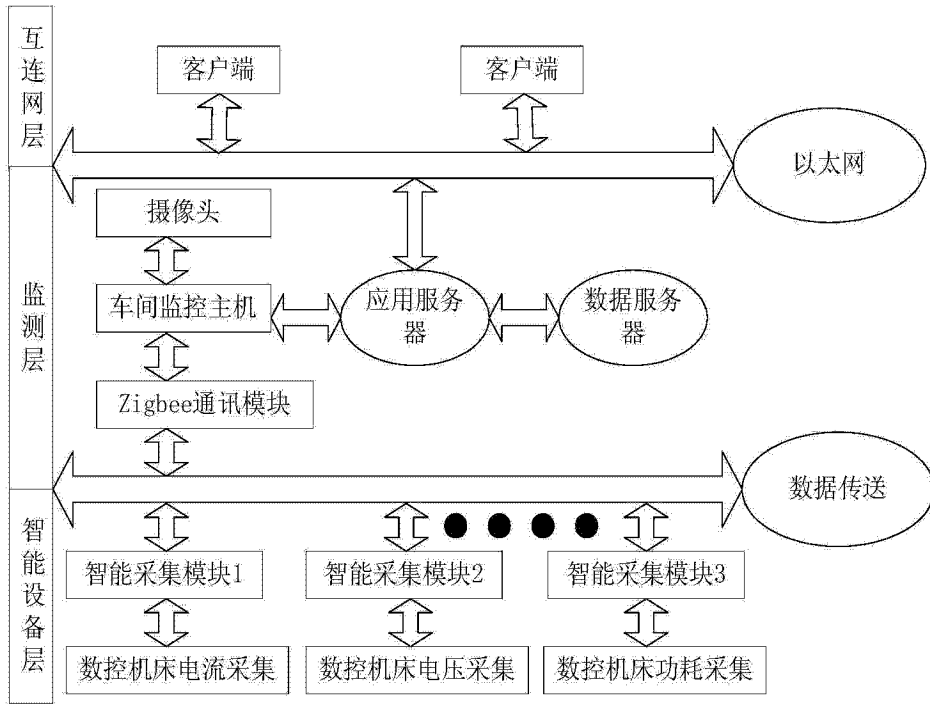 互连网层
客户端
客户端
以太网
监测层
摄像头
车间监控主机
应用服务
器
数据服务
器
Zigbee通讯模块
数据传送
智能设备层
智能采集模块1
智能采集模块2
智能采集模块3
数控机床电流采集
数控机床电压采集
数控机床功耗采集